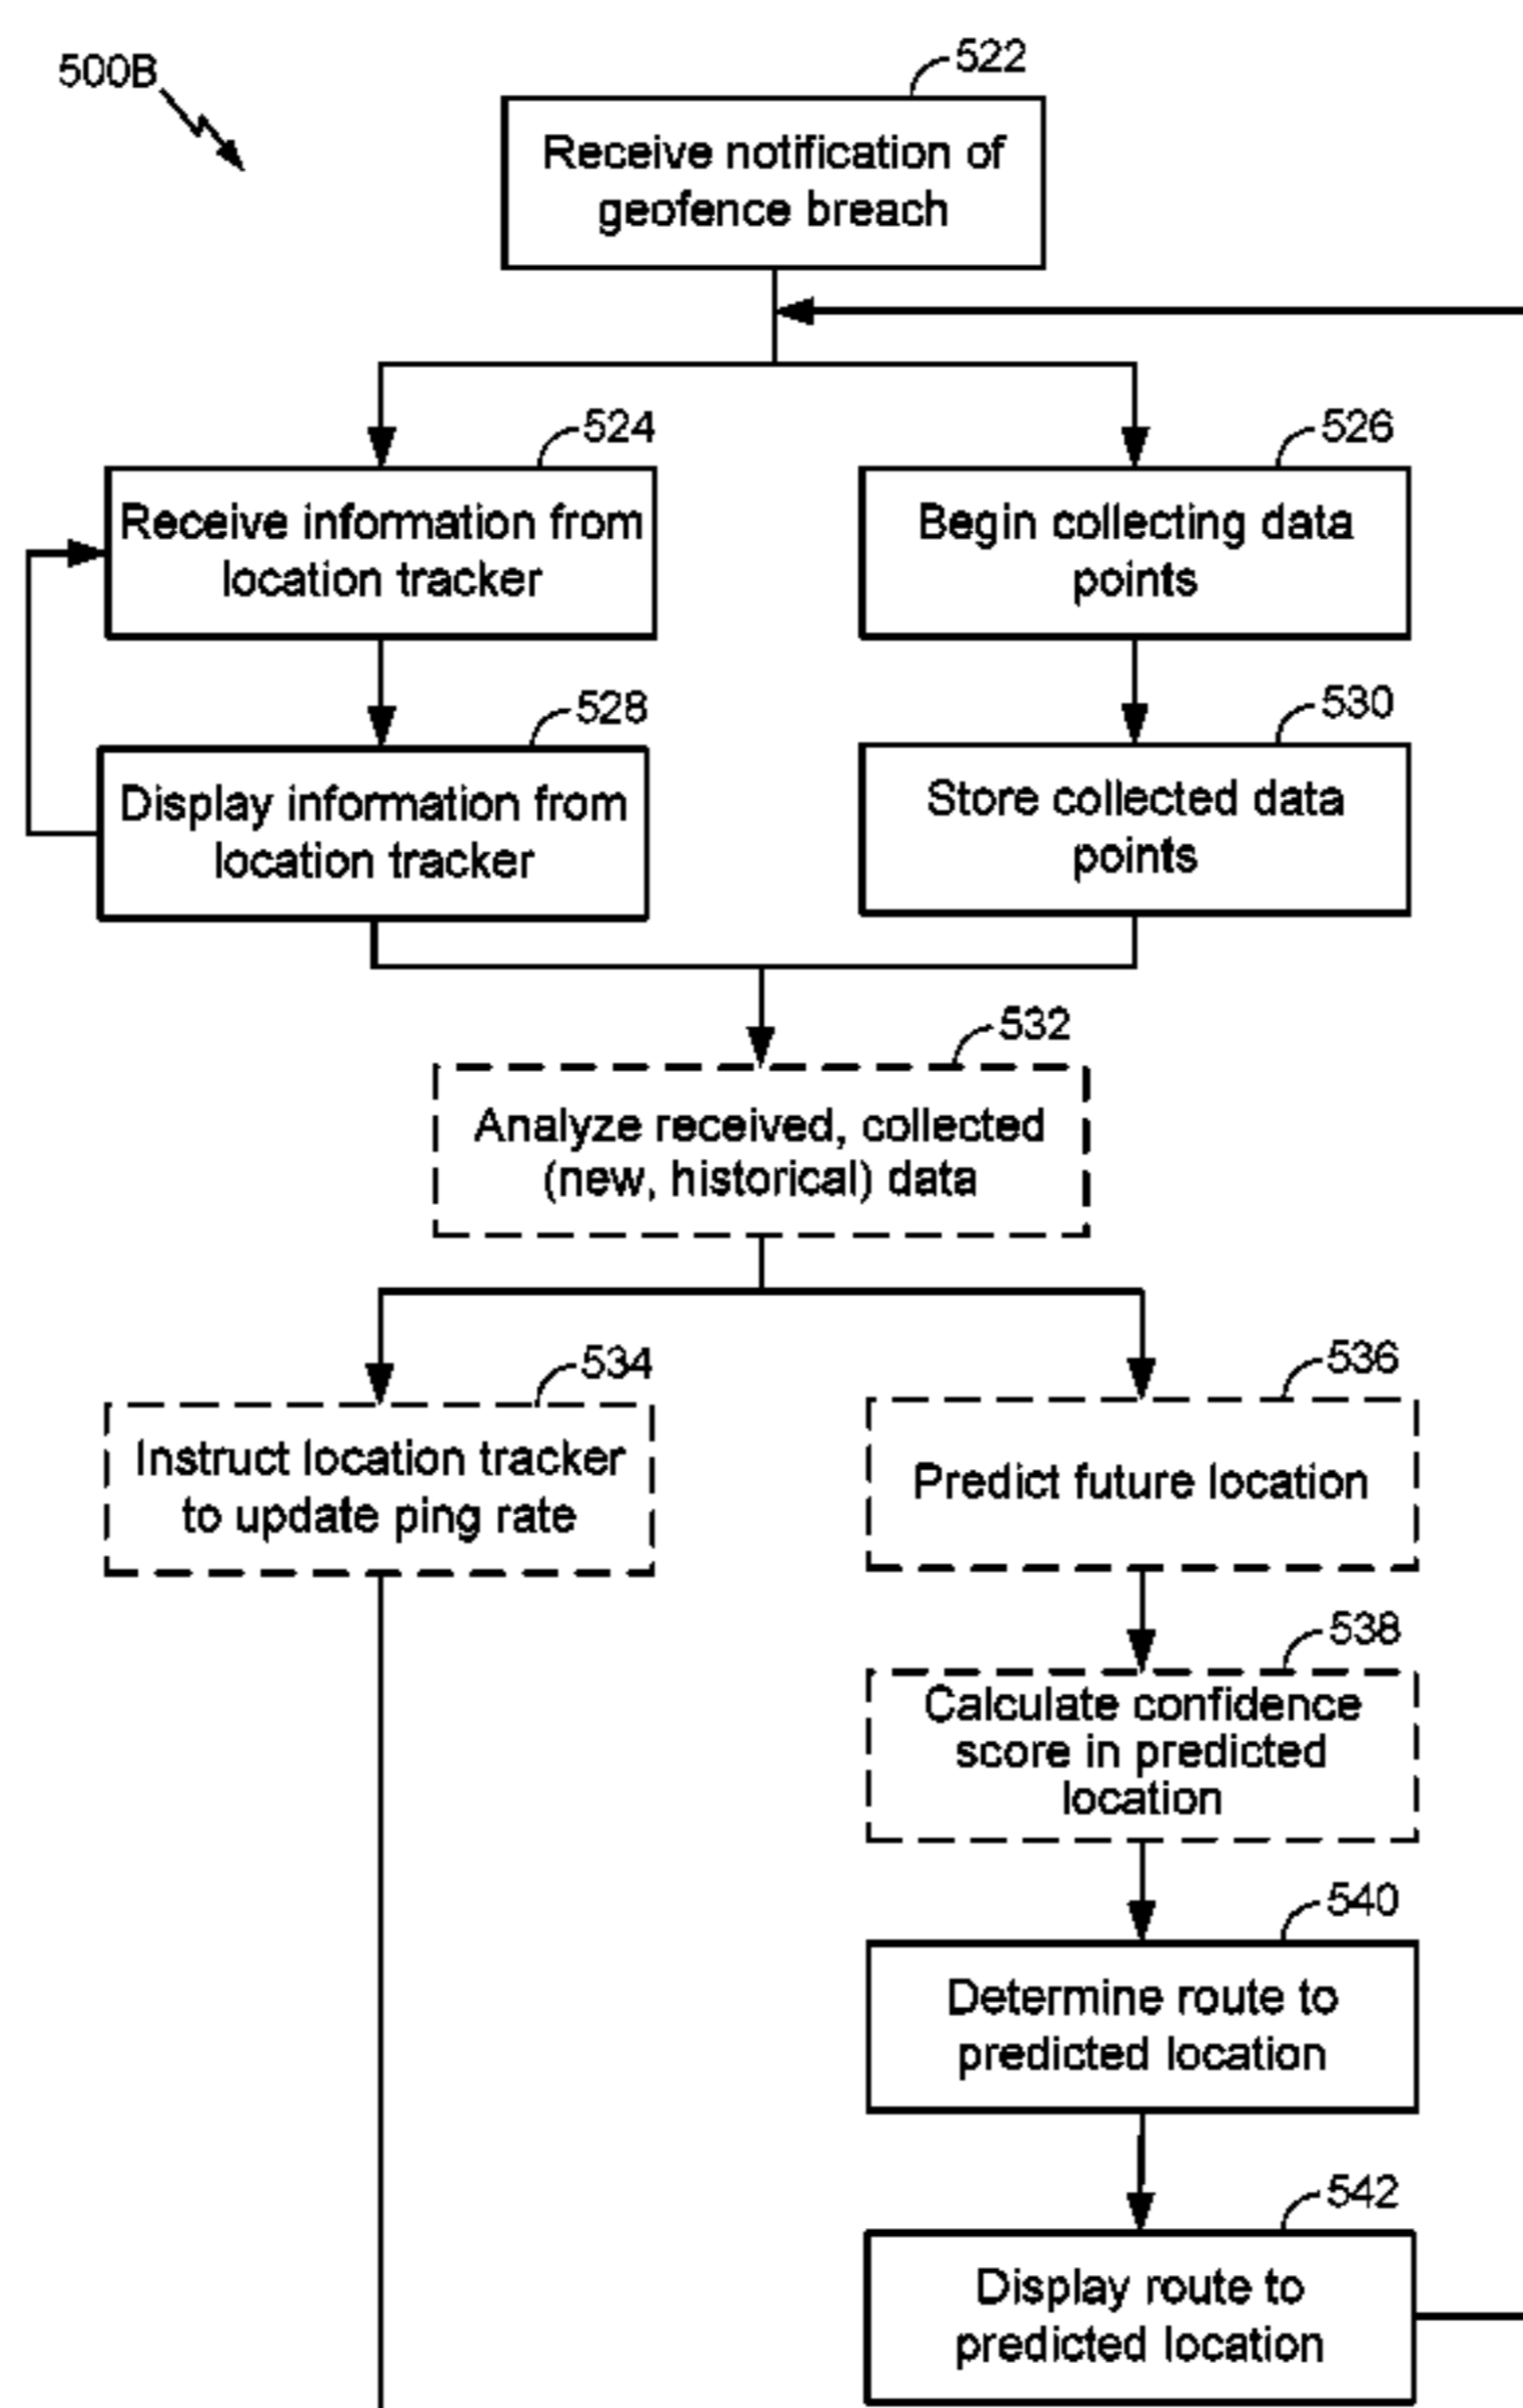 500B
522
Receive notification of
geofence breach
524
Receive information from
location tracker
526
Begin collecting data
points
528
Display information from
location tracker
530
Store collected data
points
532
Analyze received, collected
(new, historical) data
534
Instruct location tracker
to update ping rate
536
Predict future location
538
Calculate confidence
score in predicted
location
540
Determine route to
predicted location
542
Display route to
predicted location